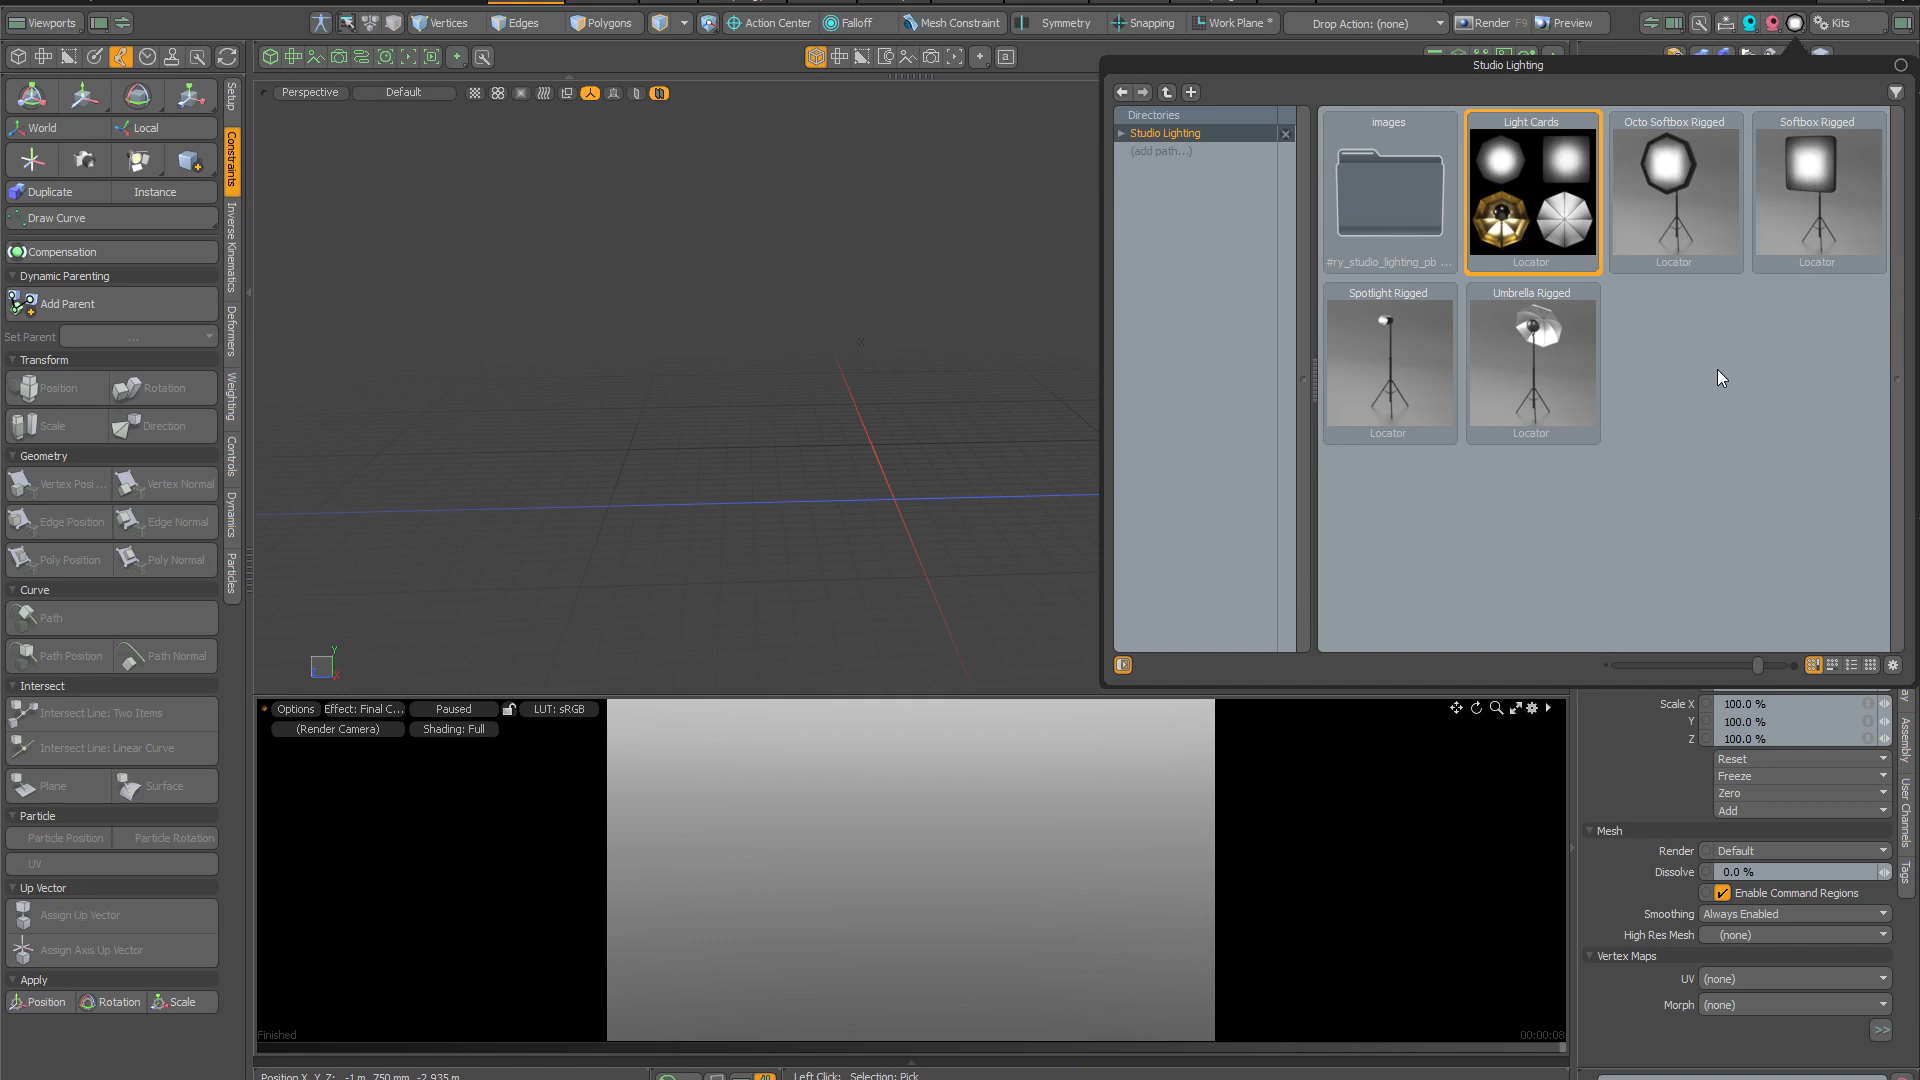 Viewports
Vertices
Edges
Polygons
Action Center
Falloff
Mesh Constraint
Symmetry
Snapping
Work Plane *
Drop Action: (none)
Render F9
Preview
Kits
Studio Lighting
Perspective
Default
World
Local
Duplicate
Instance
Draw Curve
Compensation
Dynamic Parenting
Add Parent
Set Parent
...
Transform
Position
Rotation
Scale
Direction
Geometry
Vertex Posi ...
Vertex Normal
Edge Position
Edge Normal
Poly Position
Poly Normal
Curve
Path
Path Position
Path Normal
Intersect
Intersect Line: Two Items
Intersect Line: Linear Curve
Plane
Surface
Particle
Particle Position
Particle Rotation
UV
Up Vector
Assign Up Vector
Assign Axis Up Vector
Apply
Position
Rotation
Scale
Setup
Constraints
Inverse Kinematics
Deformers
Weighting
Controls
Dynamics
Particles
-X
Y
X
Z
Directories
Studio Lighting
(add path...)
images
#ry_studio_lighting_pb ...
Light Cards
Locator
Octo Softbox Rigged
Locator
Softbox Rigged
Locator
Spotlight Rigged
Locator
Umbrella Rigged
Locator
Options
Effect: Final C...
Paused
LUT: sRGB
(Render Camera)
Shading: Full
Finished
00:00:08
Scale X
100.0 %
Y
100.0 %
Z
100.0 %
Reset
Freeze
Zero
Add
Mesh
Render
Default
Dissolve
0.0 %
Enable Command Regions
Smoothing
Always Enabled
High Res Mesh
(none)
Vertex Maps
UV
(none)
Morph
(none)
>>
Assembly
User Channels
Tags
Position X, Y, Z: -1 m, 750 mm, -2.935 m
Left Click: Selection: Pick